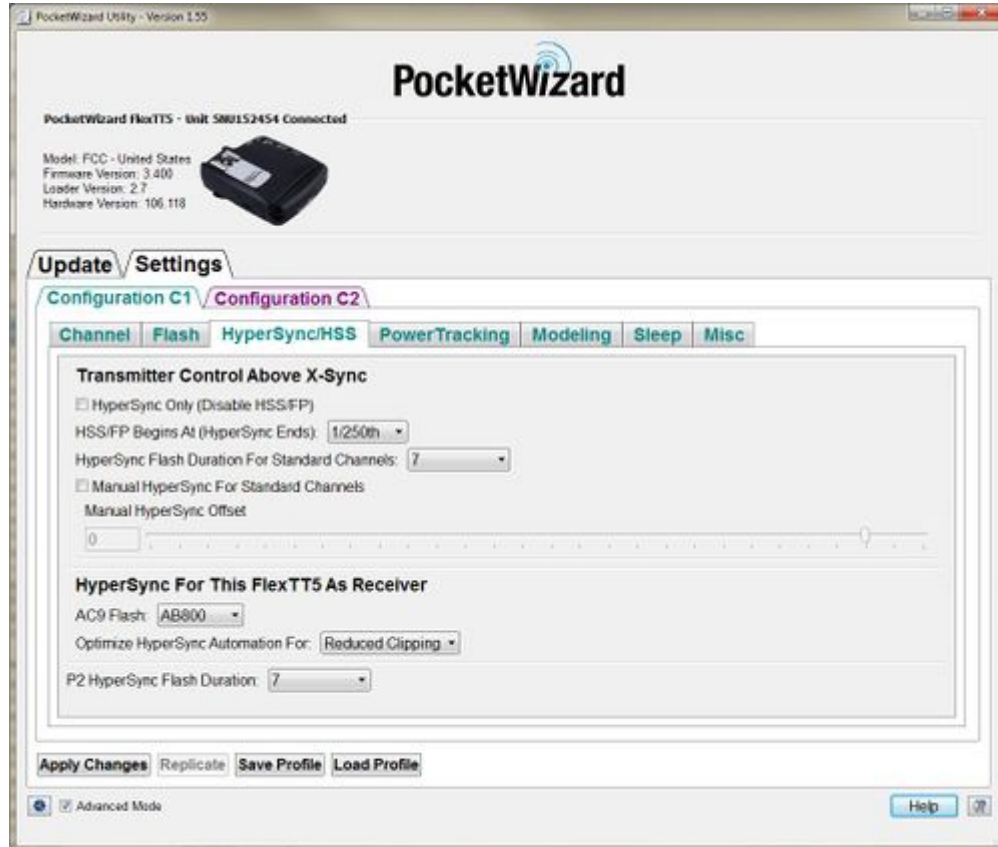 PocketWizard Utility - Version 1.55
PocketWizard
PocketWizard FlexTT5 - Unit 5NU152454 Connected
Model: FCC - United States
Firmware Version: 3.400
Loader Version: 2.7
Hardware Version: 106.118
Update Settings
Configuration C1 Configuration C2
Channel Flash HyperSync/HSS PowerTracking Modeling Sleep Misc
Transmitter Control Above X-Sync
HyperSync Only (Disable HSS/FP)
HSS/FP Begins At (HyperSync Ends): 1/250th
HyperSync Flash Duration For Standard Channels: 7
Manual HyperSync For Standard Channels
Manual HyperSync Offset
0
HyperSync For This FlexTT5 As Receiver
AC9 Flash: AB800
Optimize HyperSync Automation For: Reduced Clipping
P2 HyperSync Flash Duration: 7
Apply Changes Replicate Save Profile Load Profile
Advanced Mode Help